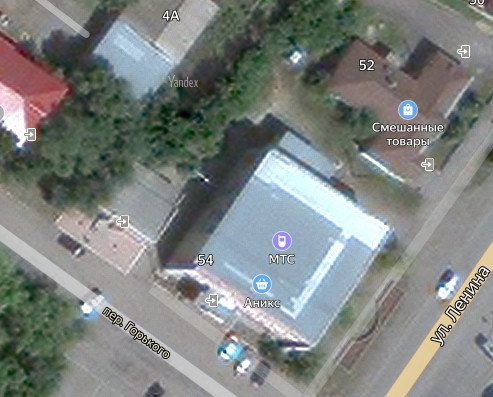 4А
Yandex
52
Смешанные
товары
МТС
54
Аникс
ул. Ленина
пер. Горького